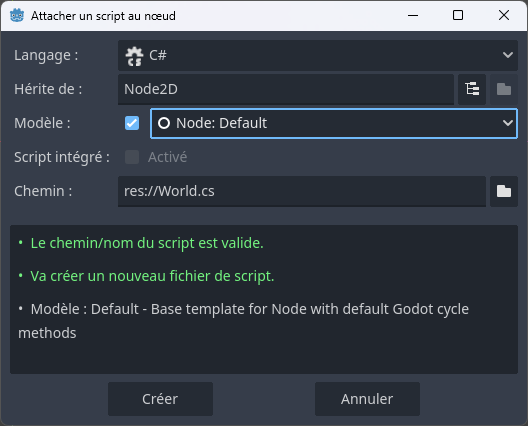 Attacher un script au nœud
Langage :
C#
Hérite de :
Node2D
Modèle :
Node: Default
Script intégré :
Activé
Chemin :
res://World.cs
• Le chemin/nom du script est valide.
• Va créer un nouveau fichier de script.
• Modèle : Default - Base template for Node with default Godot cycle
methods
Créer
Annuler